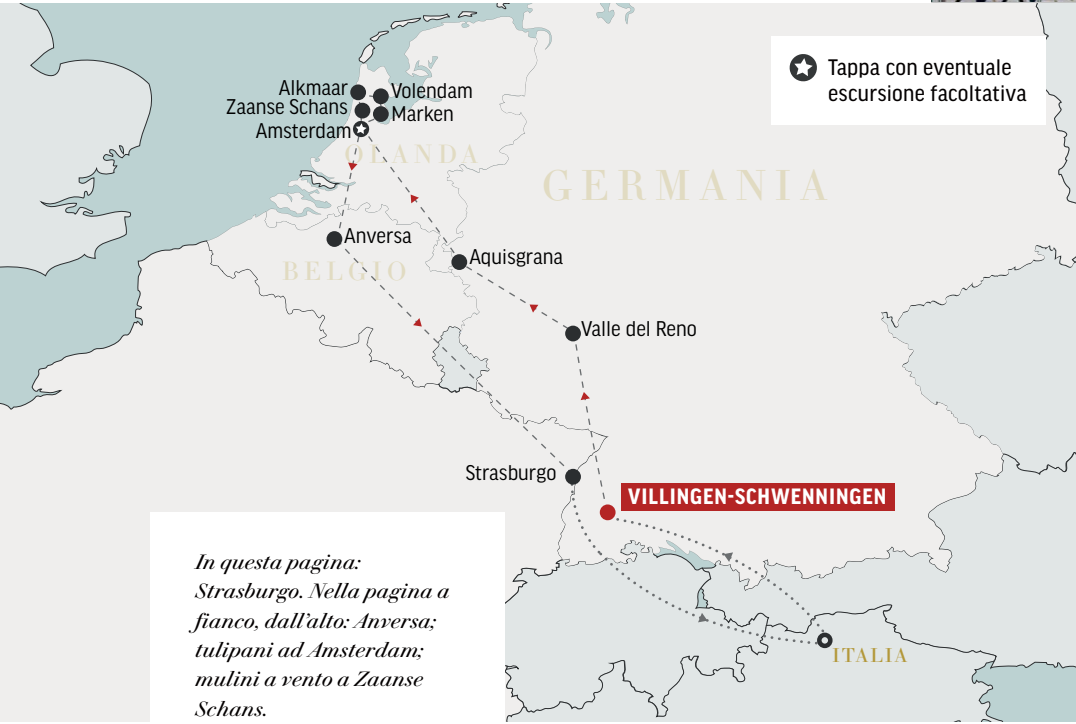 Tappa con eventuale
escursione facoltativa
Alkmaar
Volendam
Zaanse Schans
Marken
Amsterdam
OLANDA
GERMANIA
Anversa
Aquisgrana
BELGIO
Valle del Reno
Strasburgo
VILLINGEN-SCHWENNINGEN
In questa pagina:
Strasburgo. Nella pagina a
fianco, dall'alto: Anversa;
tulipani ad Amsterdam;
mulini a vento a Zaanse
Schans.
ITALIA